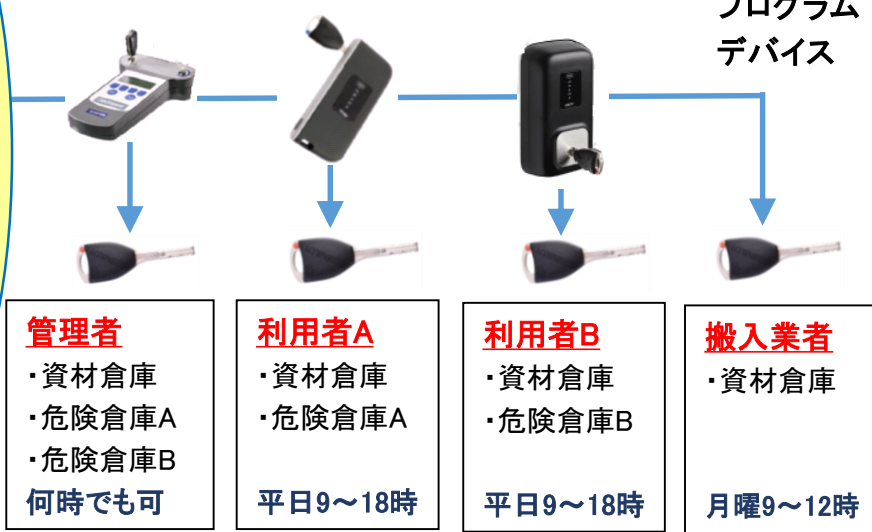 プログラム
デバイス
管理者
・資材倉庫
・危険倉庫A
・危険倉庫B
何時でも可
利用者A
・資材倉庫
・危険倉庫A
平日9～18時
利用者B
・資材倉庫
・危険倉庫B
平日9～18時
搬入業者
・資材倉庫
月曜9～12時